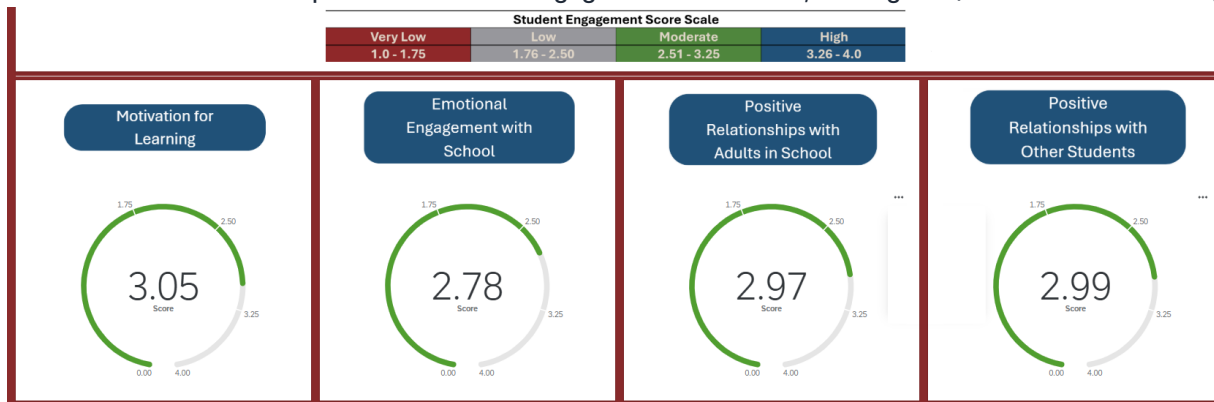 Student Engagement Score Scale
Very Low Low Moderate High
1.0 - 1.75 1.76 - 2.50 2.51 - 3.25 3.26 - 4.0
Motivation for
Learning
1.75
2.50
3.05
Score
3.25
0.00 4.00
Emotional
Engagement with
School
1.75
2.50
2.78
Score
3.25
0.00 4.00
Positive
Relationships with
Adults in School
...
1.75
2.50
2.97
Score
3.25
0.00 4.00
Positive
Relationships with
Other Students
...
1.75
2.50
2.99
Score
3.25
0.00 4.00